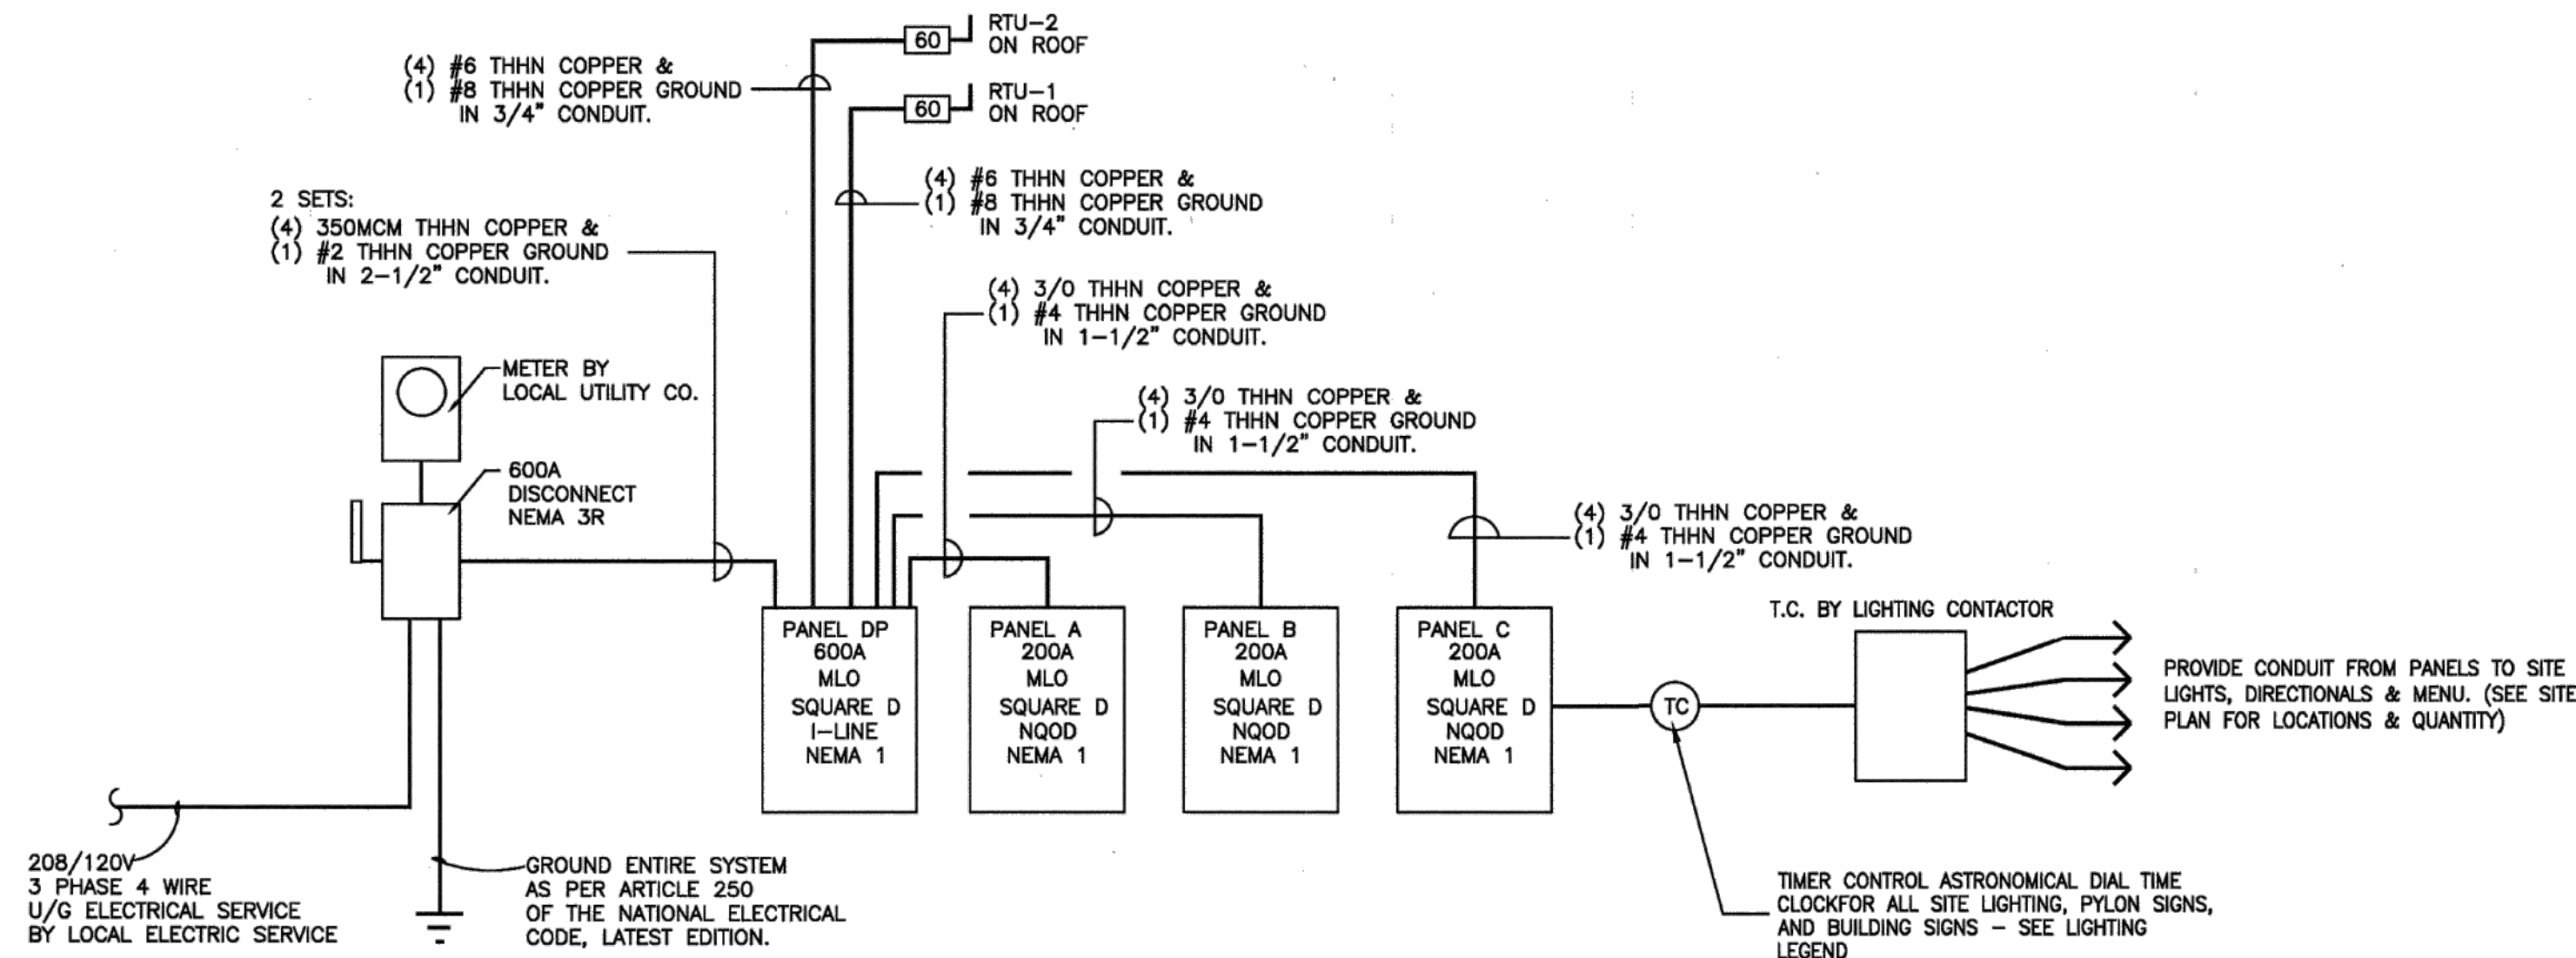 RTU-2
ON ROOF
60
(4) #6 THHN COPPER &
(1) #8 THHN COPPER GROUND
IN 3/4" CONDUIT.
RTU-1
ON ROOF
60
(4) #6 THHN COPPER &
(1) #8 THHN COPPER GROUND
IN 3/4" CONDUIT.
2 SETS:
(4) 350MCM THHN COPPER &
(1) #2 THHN COPPER GROUND
IN 2-1/2" CONDUIT.
(4) 3/0 THHN COPPER &
(1) #4 THHN COPPER GROUND
IN 1-1/2" CONDUIT.
METER BY
LOCAL UTILITY CO.
(4) 3/0 THHN COPPER &
(1) #4 THHN COPPER GROUND
IN 1-1/2" CONDUIT.
600A
DISCONNECT
NEMA 3R
(4) 3/0 THHN COPPER &
(1) #4 THHN COPPER GROUND
IN 1-1/2" CONDUIT.
PANEL DP
600A
MLO
SQUARE D
I-LINE
NEMA 1
PANEL A
200A
MLO
SQUARE D
NQOD
NEMA 1
PANEL B
200A
MLO
SQUARE D
NQOD
NEMA 1
PANEL C
200A
MLO
SQUARE D
NQOD
NEMA 1
TC
T.C. BY LIGHTING CONTACTOR
PROVIDE CONDUIT FROM PANELS TO SITE
LIGHTS, DIRECTIONALS & MENU. (SEE SITE
PLAN FOR LOCATIONS & QUANTITY)
208/120V
3 PHASE 4 WIRE
U/G ELECTRICAL SERVICE
BY LOCAL ELECTRIC SERVICE
GROUND ENTIRE SYSTEM
AS PER ARTICLE 250
OF THE NATIONAL ELECTRICAL
CODE, LATEST EDITION.
TIMER CONTROL ASTRONOMICAL DIAL TIME
CLOCKFOR ALL SITE LIGHTING, PYLON SIGNS,
AND BUILDING SIGNS - SEE LIGHTING
LEGEND